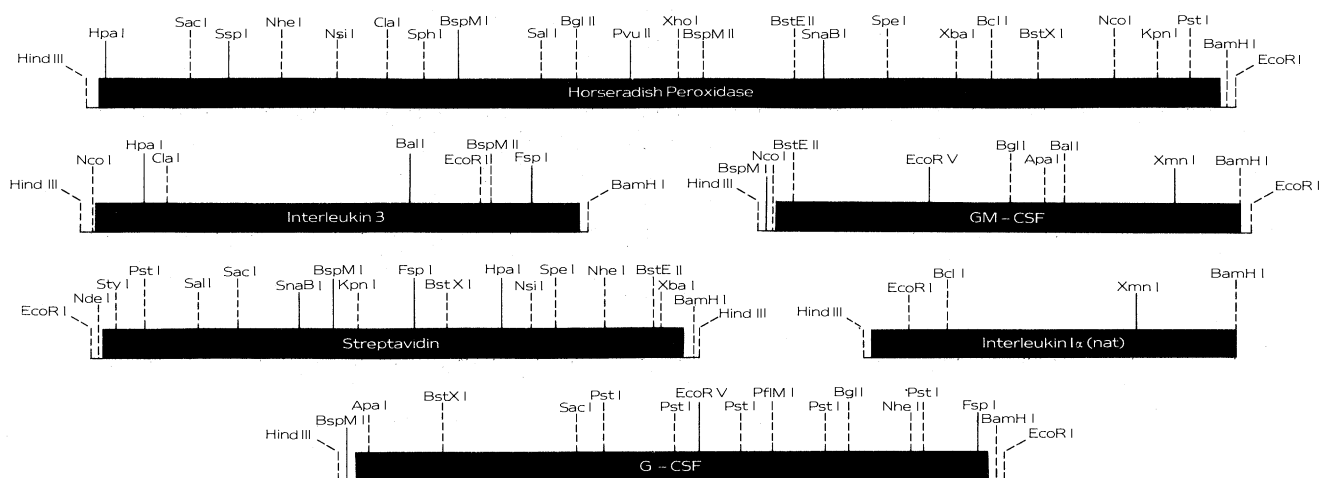 Hind III Hpa I Sac I Ssp I Nhe I Nsi I Cla I Sph I BspM I Sal I Bgl II Pvu II Xho I BspM II BstE II SnaB I Spe I Xba I Bcl I BstX I Nco I Kpn I Pst I BamH I EcoR I
Horseradish Peroxidase
Hind III Nco I Hpa I Cla I Bal I EcoR I BspM II Fsp I BamH I
Interleukin 3
Hind III BspM Nco I BstE II EcoR V Bgl I Apa I Bal I Xmn I BamH I EcoR I
GM-CSF
EcoR I Nde I Sty I Pst I Sal I Sac I SnaB I BspM I Kpn I Fsp I BstX I Hpa I Nsi I Spe I Nhe I BstE II Xba I BamH I Hind III
Streptavidin
Hind III EcoR I Bcl I Xmn I BamH I
Interleukin Iα (nat)
Hind III BspM I Apa I BstX I Sac I Pst I Pst I EcoR V Pst I PflM I Pst I Bgl I Nhe I Pst I Fsp I BamH I EcoR I
G-CSF